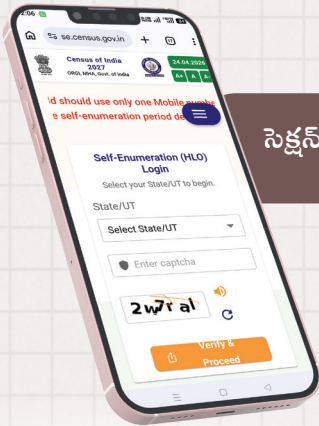 2:06
se.census.gov.in
Census of India
2027
ORGI, MHA, Govt. of India
24.04.2026
A+ A A-
id should use only one Mobile numbe
e self-enumeration period de
సెక్షన్
Self-Enumeration (HLO)
Login
Select your State/UT to begin.
State/UT
Select State/UT
Enter captcha
2w7r al
Verify &
Proceed